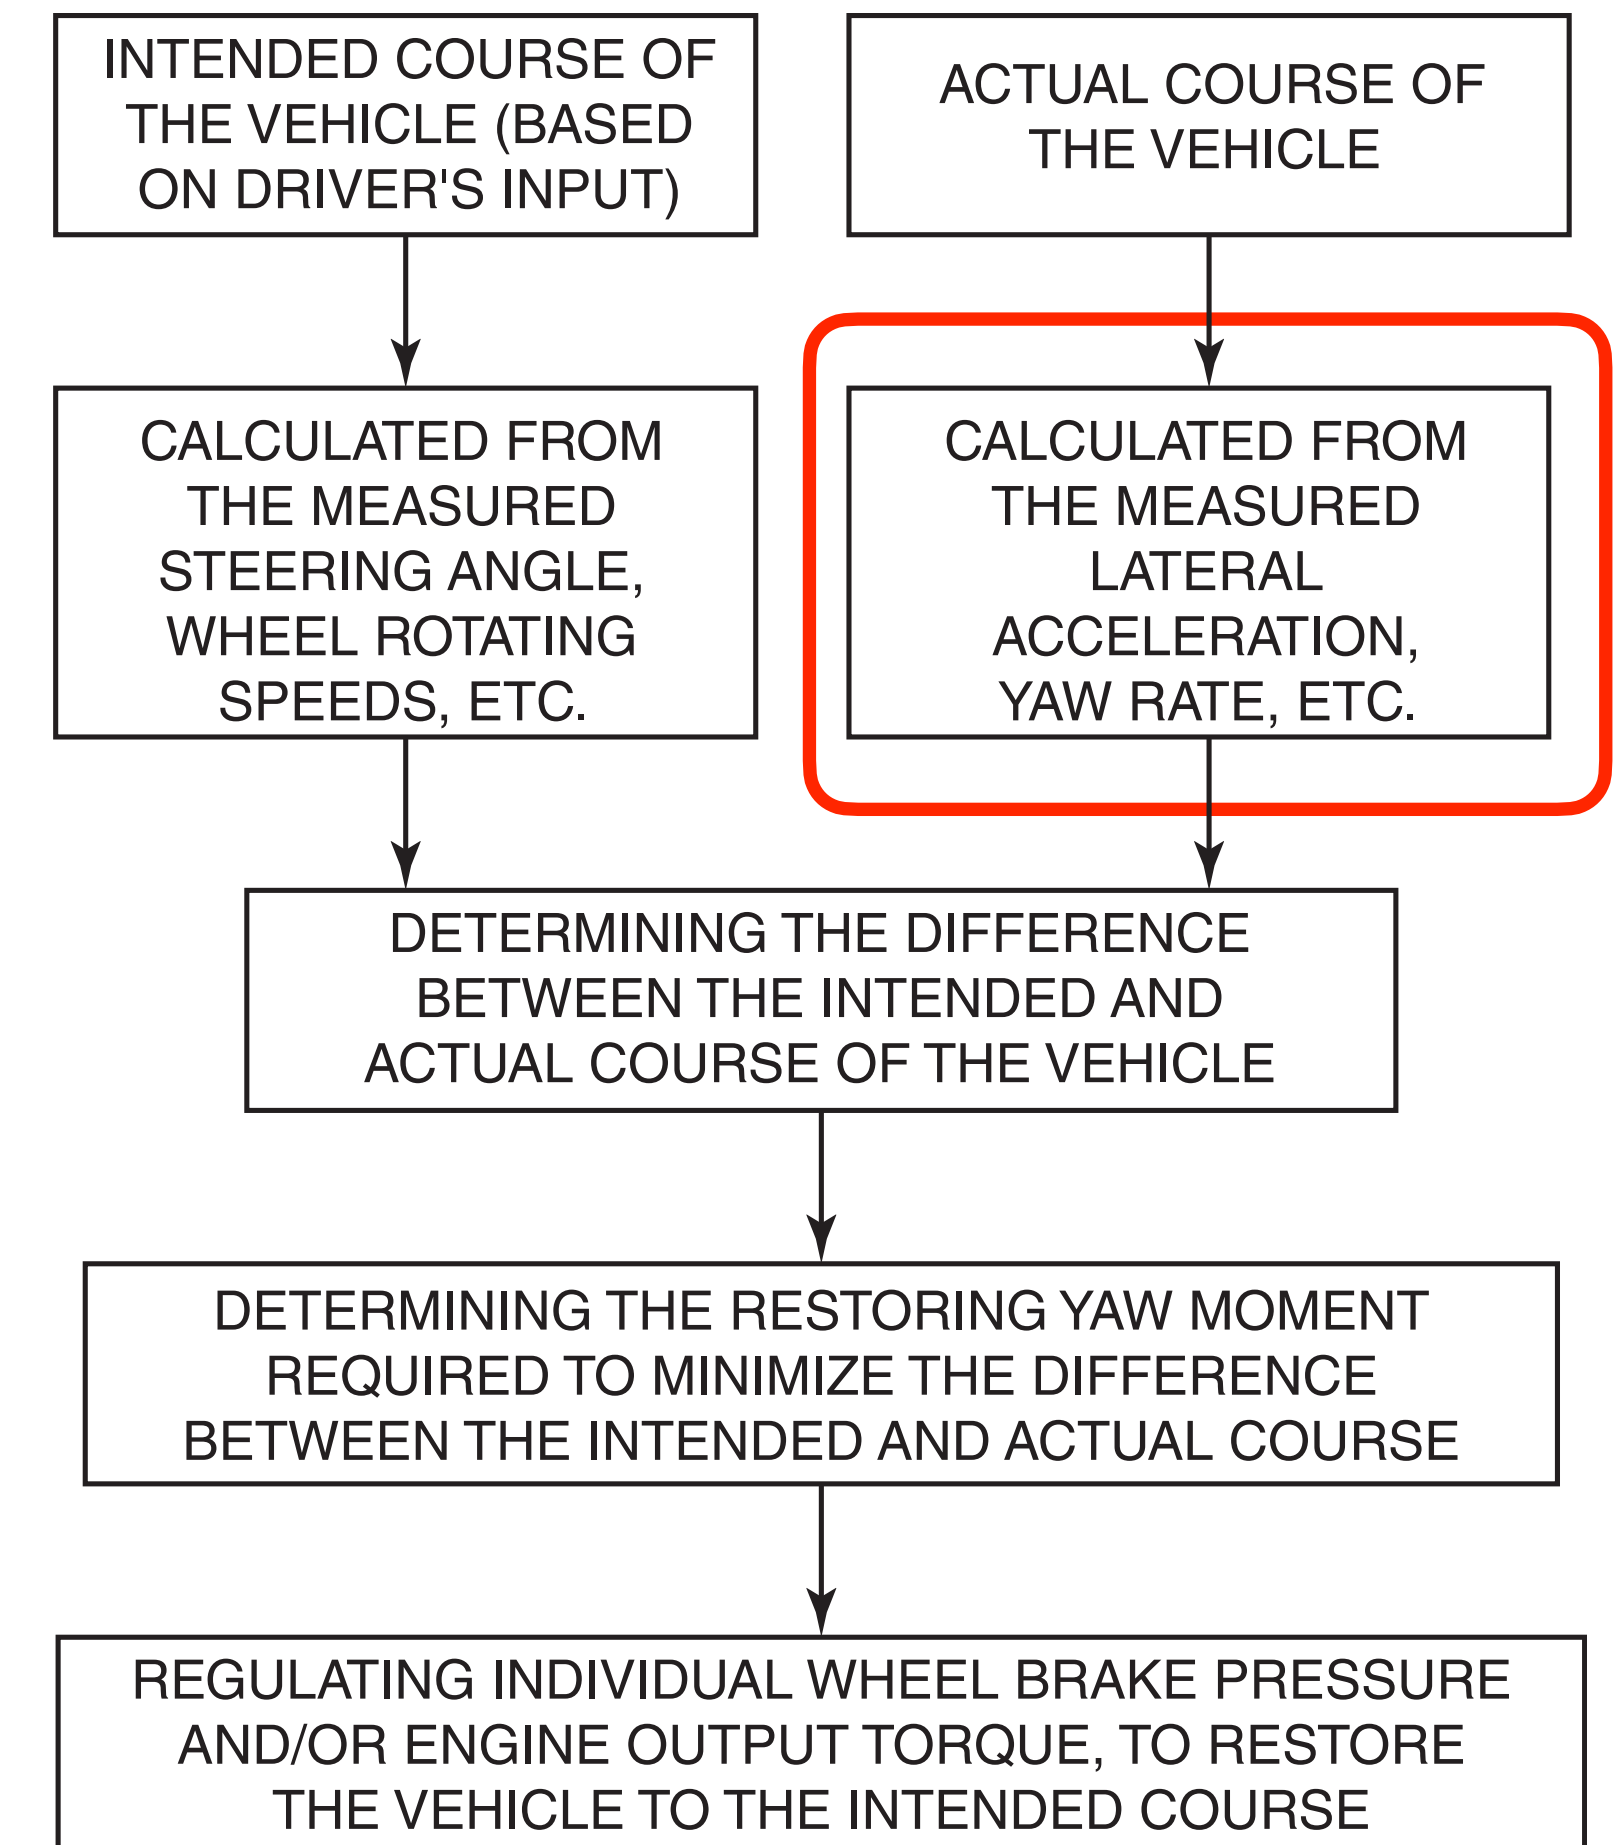 INTENDED COURSE OF
THE VEHICLE (BASED
ON DRIVER'S INPUT)
ACTUAL COURSE OF
THE VEHICLE
CALCULATED FROM
THE MEASURED
STEERING ANGLE,
WHEEL ROTATING
SPEEDS, ETC.
CALCULATED FROM
THE MEASURED
LATERAL
ACCELERATION,
YAW RATE, ETC.
DETERMINING THE DIFFERENCE
BETWEEN THE INTENDED AND
ACTUAL COURSE OF THE VEHICLE
DETERMINING THE RESTORING YAW MOMENT
REQUIRED TO MINIMIZE THE DIFFERENCE
BETWEEN THE INTENDED AND ACTUAL COURSE
REGULATING INDIVIDUAL WHEEL BRAKE PRESSURE
AND/OR ENGINE OUTPUT TORQUE, TO RESTORE
THE VEHICLE TO THE INTENDED COURSE